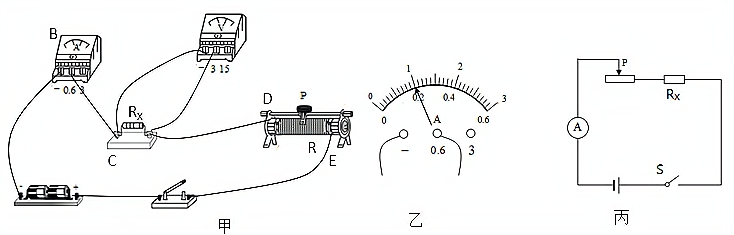 B
A
V
- 0.6 3
- 3 15
Rx
C
D
P
R
E
- +
甲
0 1 2 3
0 0.2 0.4 0.6
A
- 0.6 3
乙
P
Rx
A
S
丙